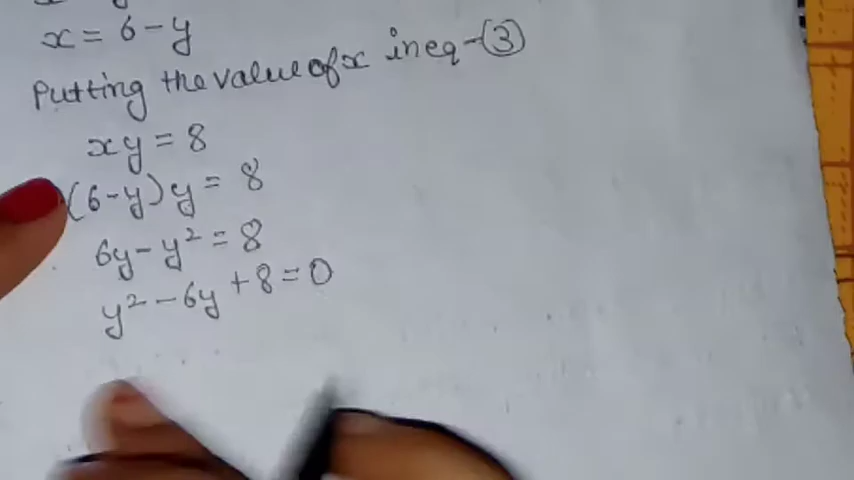 x = 6 - y
Putting the value of x in eq - (3)
xy = 8
(6-y)y = 8
6y - y² = 8
y² - 6y + 8 = 0